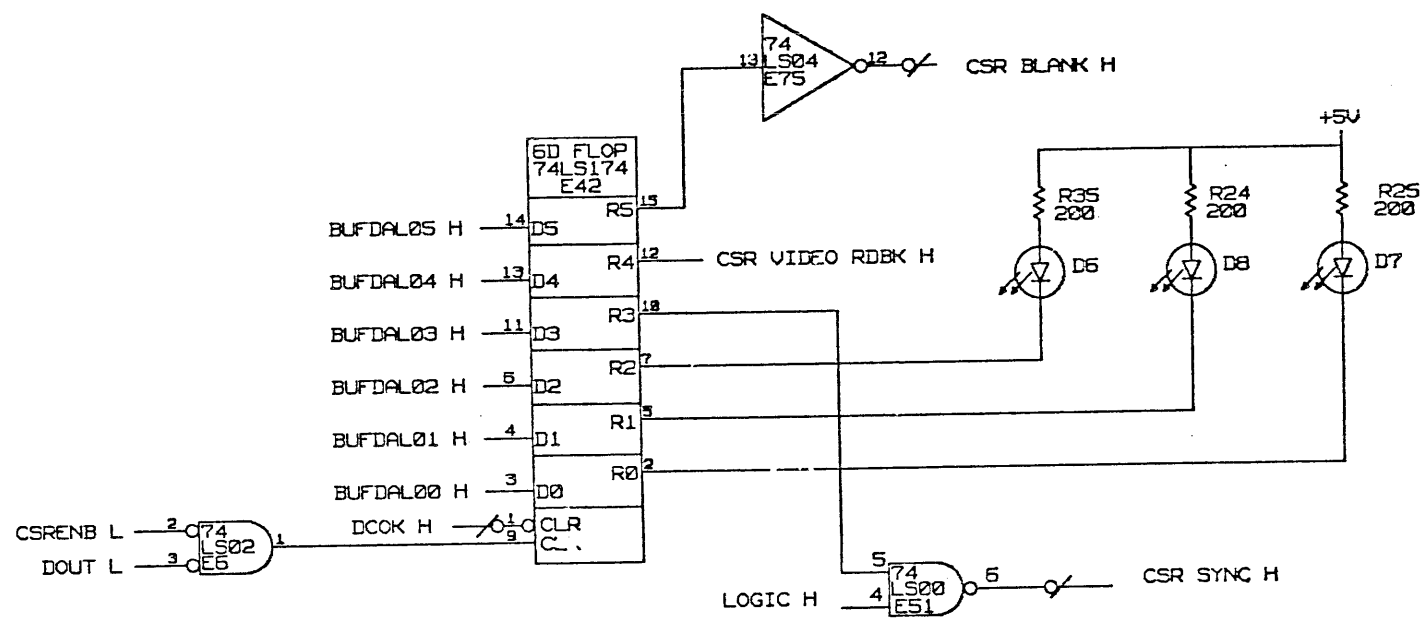 74
LS04
E75
13
12
CSR BLANK H
+5V
6D FLOP
74LS174
E42
R35
200
R24
200
R25
200
D6
D8
D7
BUFDAL05 H
14
D5
R5
15
BUFDAL04 H
13
D4
R4
12
CSR VIDEO RDBK H
BUFDAL03 H
11
D3
R3
10
BUFDAL02 H
6
D2
R2
7
BUFDAL01 H
4
D1
R1
5
BUFDAL00 H
3
D0
R0
2
DCOK H
1
CLR
9
CSRENB L
2
DOUT L
3
74
LS02
E6
1
LOGIC H
5
4
74
LS00
E51
6
CSR SYNC H